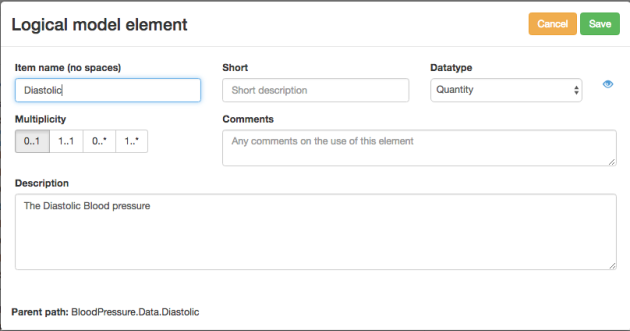 Logical model element
Cancel Save
Item name (no spaces) Short Datatype
Diastolic Short description Quantity
Multiplicity Comments
0..1 1..1 0..* 1..* Any comments on the use of this element
Description
The Diastolic Blood pressure
Parent path: BloodPressure.Data.Diastolic